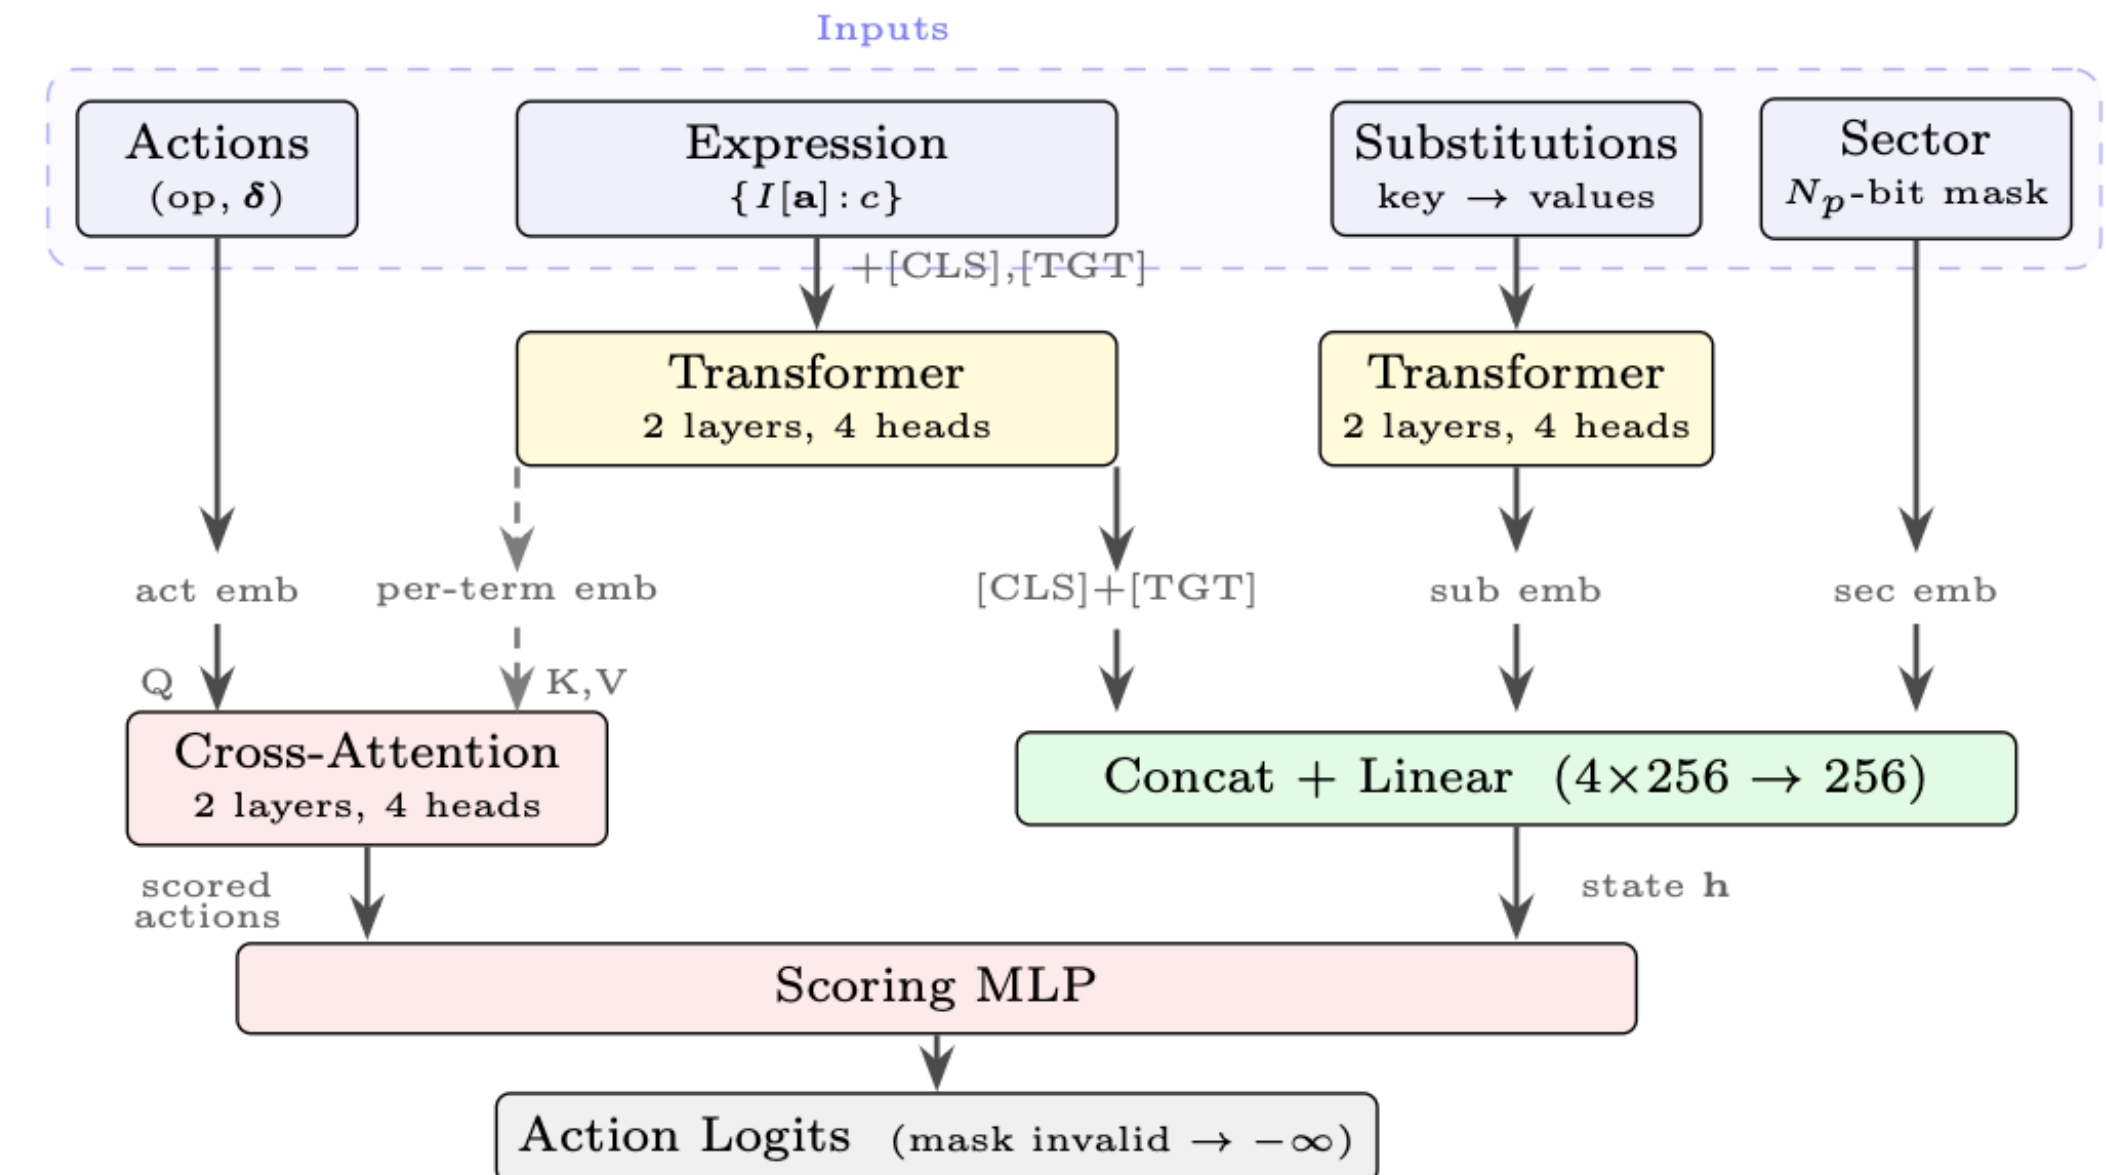 Inputs
Actions
(op, δ)
Expression
{I[a] : c}
Substitutions
key → values
Sector
Nₚ-bit mask
+[CLS],[TGT]
Transformer
2 layers, 4 heads
Transformer
2 layers, 4 heads
act emb
per-term emb
[CLS]+[TGT]
sub emb
sec emb
Q
K,V
Cross-Attention
2 layers, 4 heads
Concat + Linear (4×256 → 256)
scored
actions
state h
Scoring MLP
Action Logits (mask invalid → −∞)